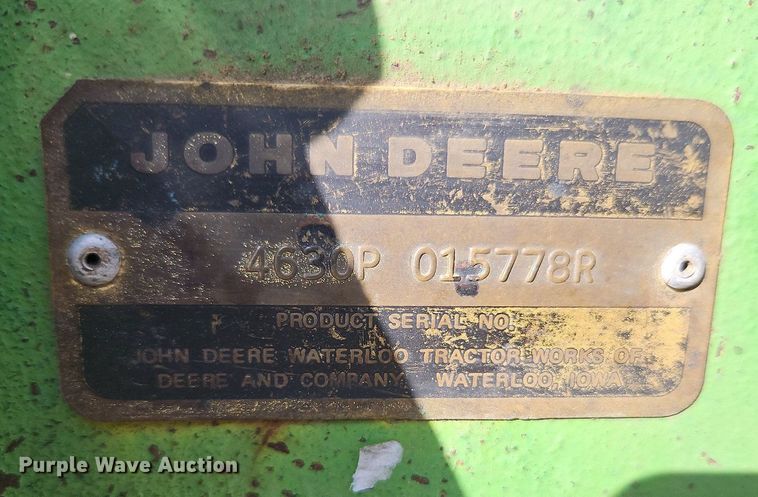 JOHN DEERE
4630P 015778R
PRODUCT SERIAL NO.
JOHN DEERE WATERLOO TRACTOR WORKS OF
DEERE AND COMPANY WATERLOO, IOWA
Purple Wave Auction